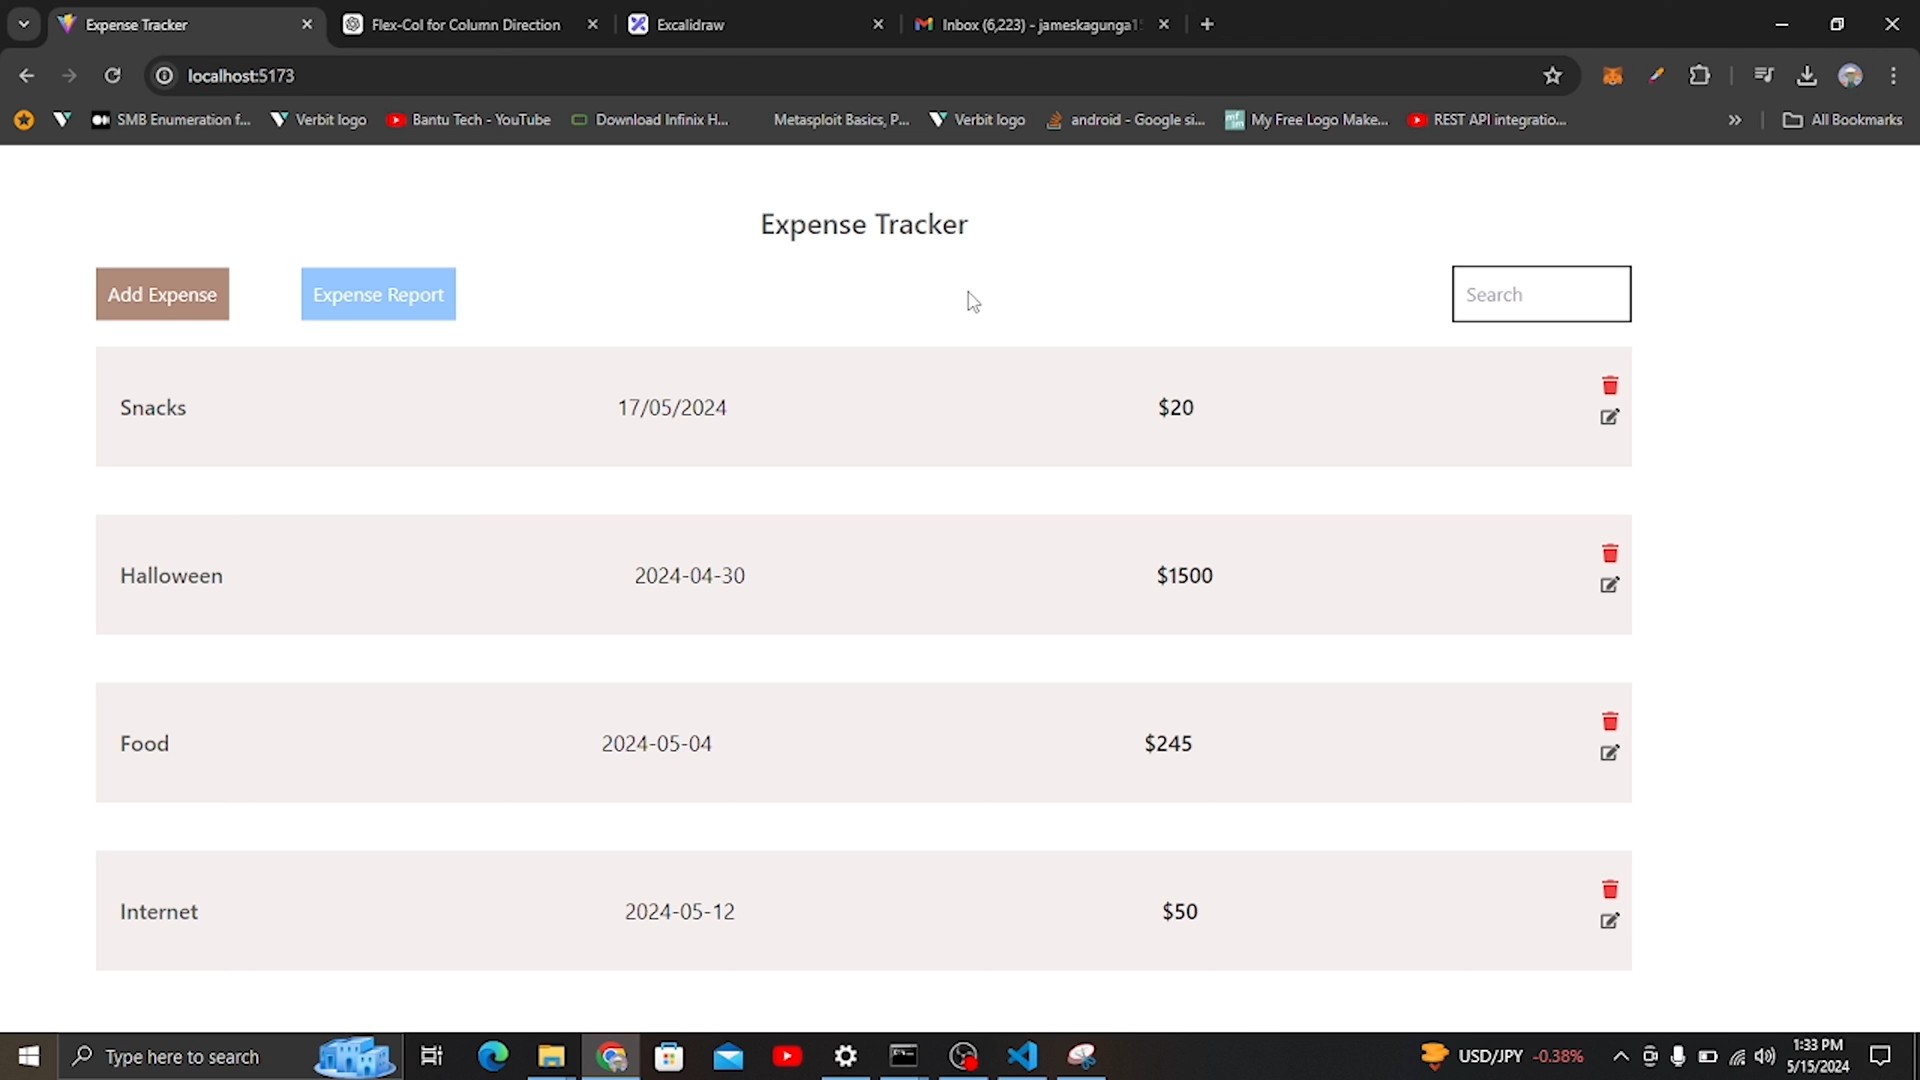 Expense Tracker
Flex-Col for Column Direction
Excalidraw
Inbox (6,223) - jameskagunga1
localhost:5173
SMB Enumeration f...
Verbit logo
Bantu Tech - YouTube
Download Infinix H...
Metasploit Basics, P...
Verbit logo
android - Google si...
My Free Logo Make...
REST API integratio...
All Bookmarks
Expense Tracker
Add Expense
Expense Report
Search
Snacks 17/05/2024 $20
Halloween 2024-04-30 $1500
Food 2024-05-04 $245
Internet 2024-05-12 $50
Type here to search
USD/JPY -0.38%
1:33 PM
5/15/2024